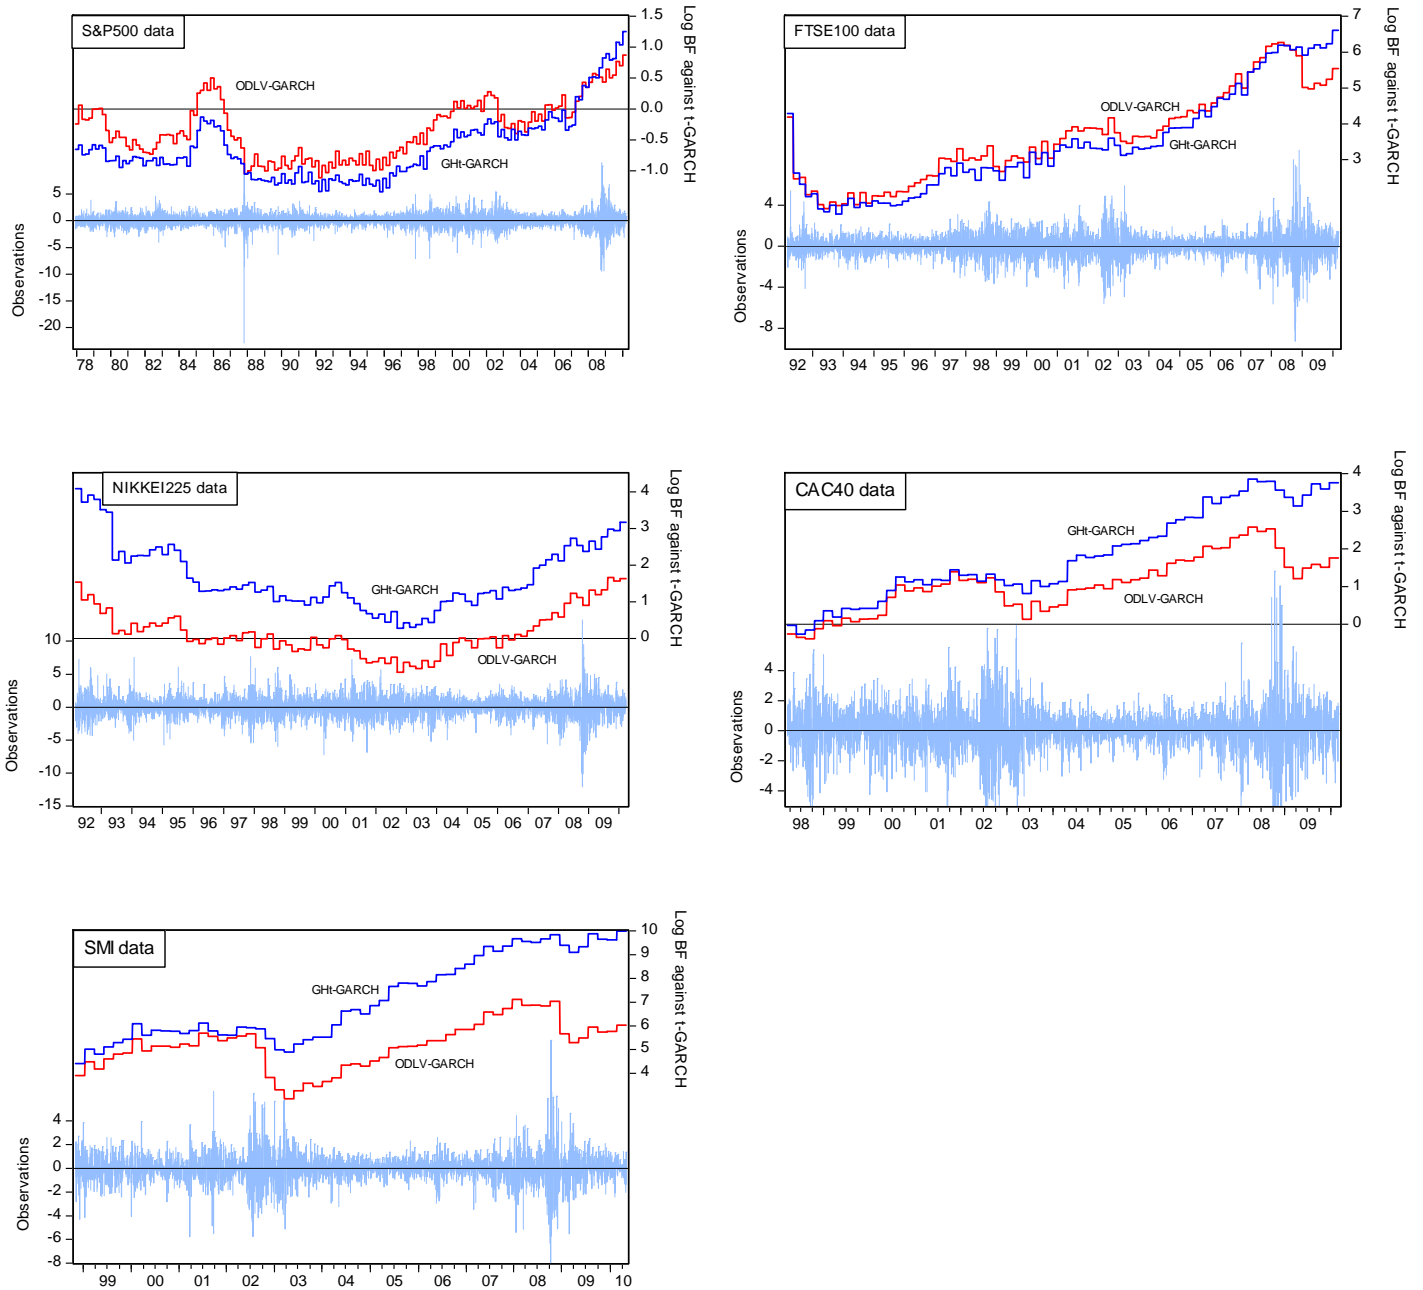 S&P500 data
1.5
1.0
0.5
0.0
-0.5
-1.0
Log BF against t-GARCH
ODLV-GARCH
GHt-GARCH
5
0
-5
-10
-15
-20
Observations
78 80 82 84 86 88 90 92 94 96 98 00 02 04 06 08
FTSE100 data
7
6
5
4
3
Log BF against t-GARCH
ODLV-GARCH
GHt-GARCH
4
0
-4
-8
Observations
92 93 94 95 96 97 98 99 00 01 02 03 04 05 06 07 08 09
NIKKEI225 data
4
3
2
1
0
Log BF against t-GARCH
GHt-GARCH
ODLV-GARCH
10
5
0
-5
-10
-15
Observations
92 93 94 95 96 97 98 99 00 01 02 03 04 05 06 07 08 09
CAC40 data
4
3
2
1
0
Log BF against t-GARCH
GHt-GARCH
ODLV-GARCH
4
2
0
-2
-4
Observations
98 99 00 01 02 03 04 05 06 07 08 09
SMI data
10
9
8
7
6
5
4
Log BF against t-GARCH
GHt-GARCH
ODLV-GARCH
4
2
0
-2
-4
-6
-8
Observations
99 00 01 02 03 04 05 06 07 08 09 10